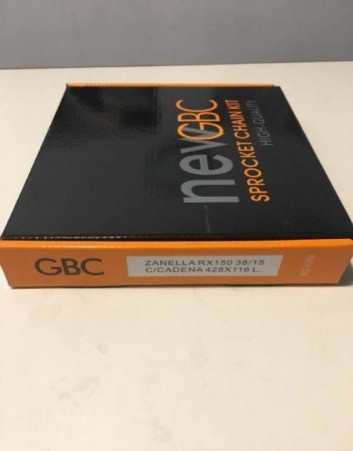 newGBC
SPROCKET CHAIN KIT
HIGH-QUALITY
GBC
ZANELLA RX150 38/15
C/CADENA 428X116 L.